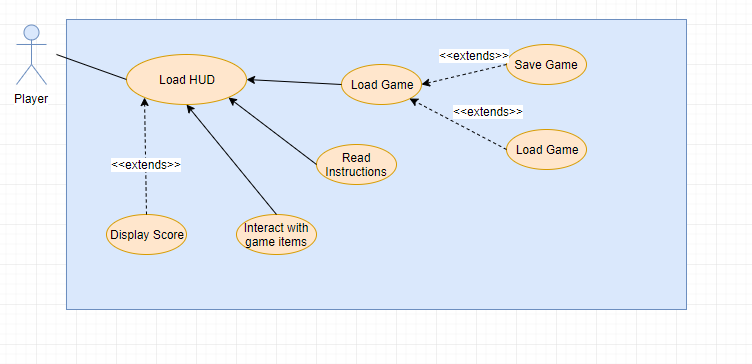 Player
Load HUD
Load Game
<<extends>>
Save Game
<<extends>>
Load Game
Read
Instructions
<<extends>>
Display Score
Interact with
game items